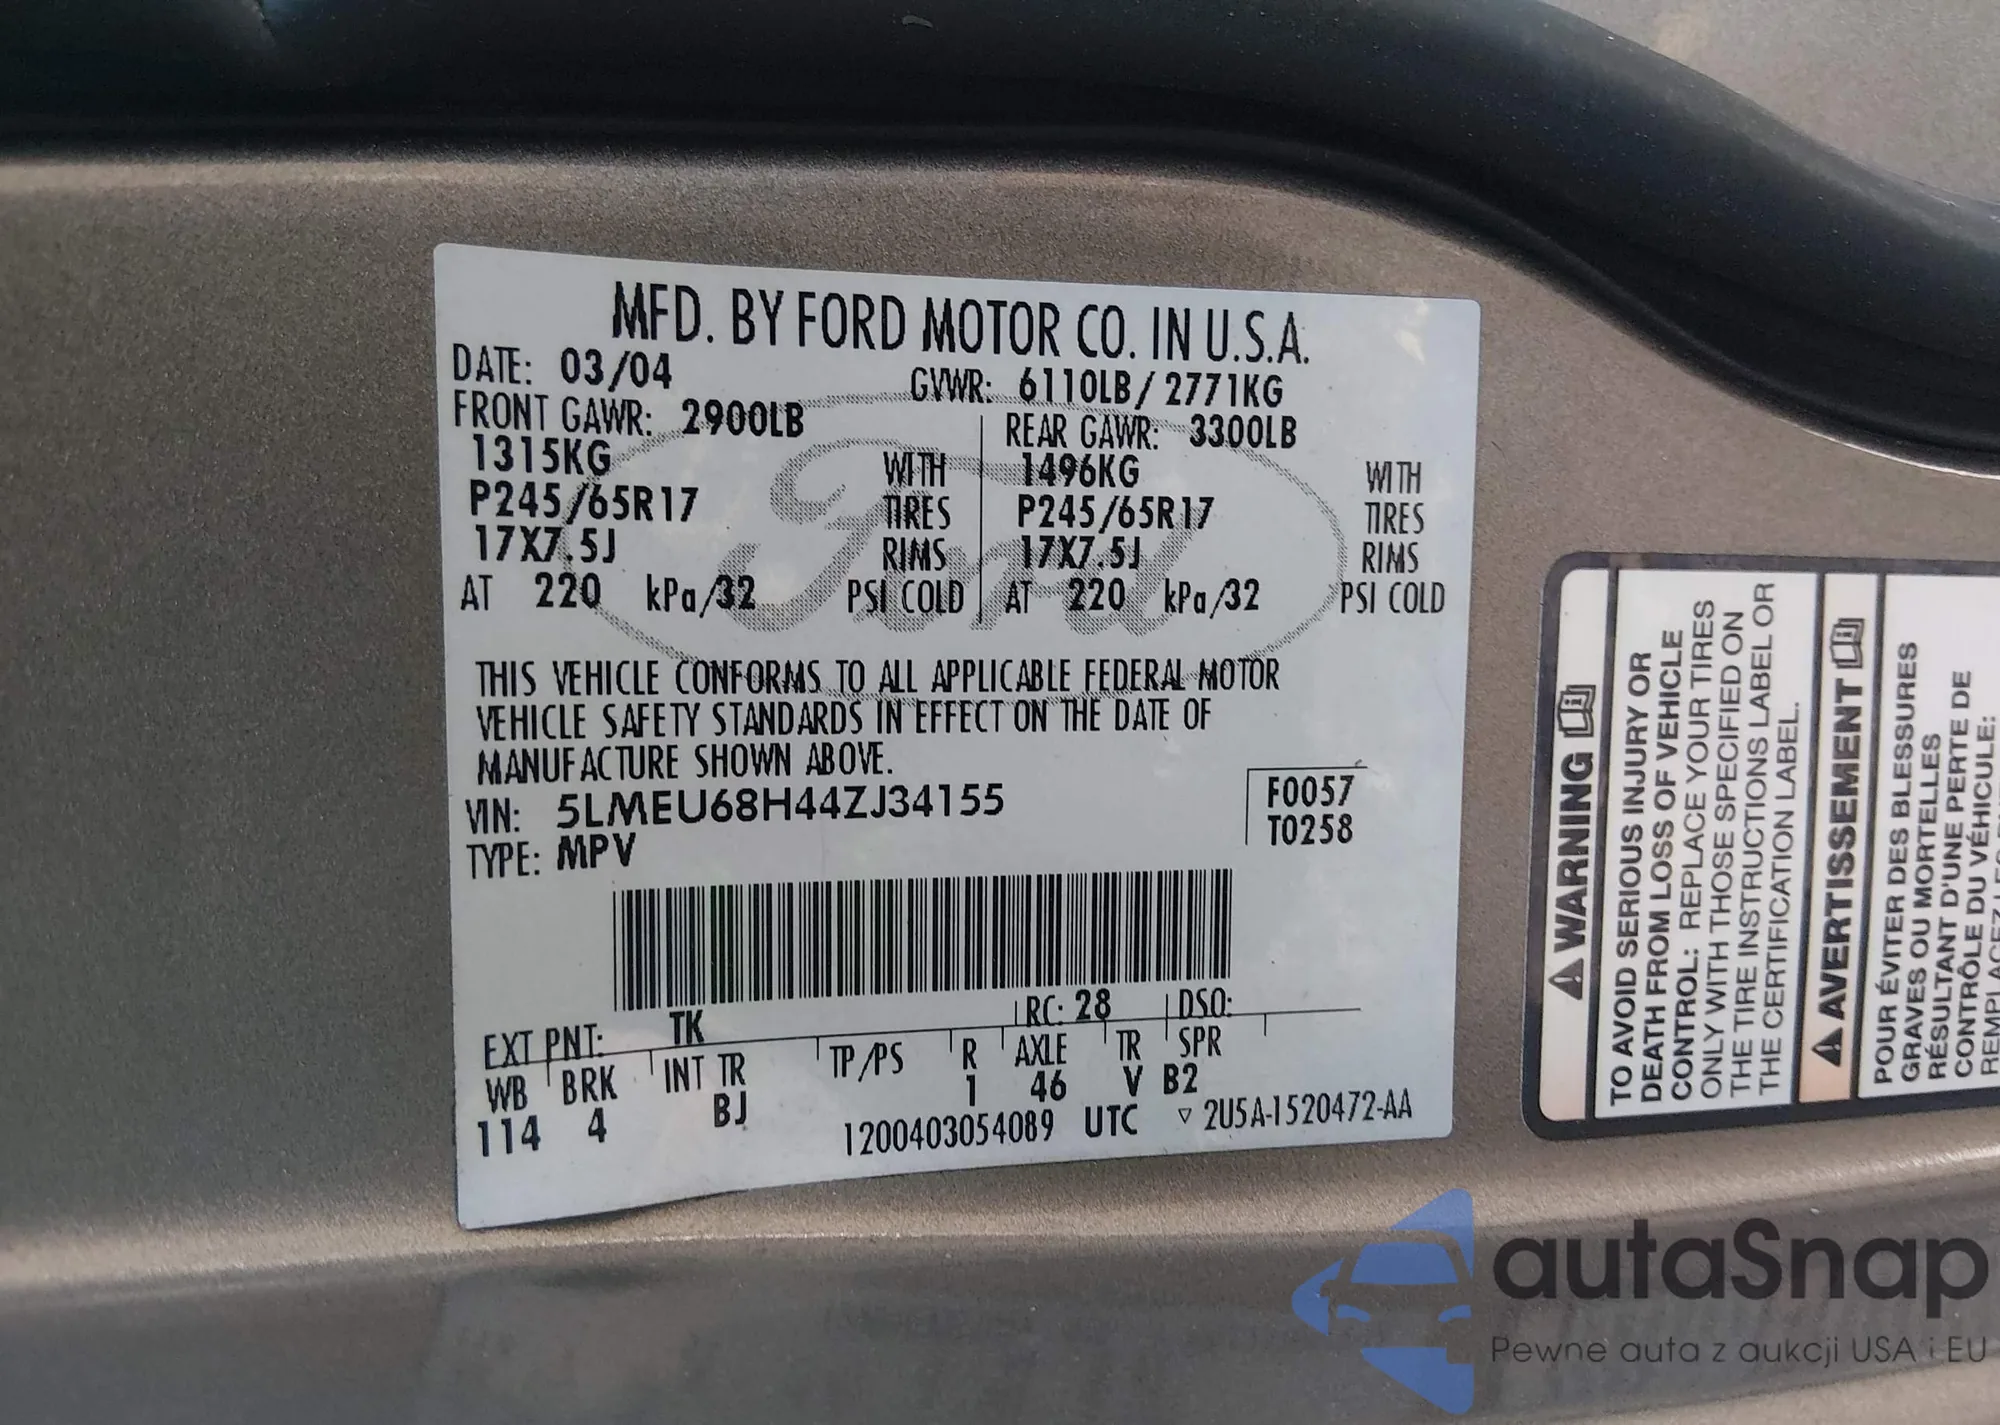 MFD. BY FORD MOTOR CO. IN U.S.A.
DATE: 03/04 GVWR: 6110LB/2771KG
FRONT GAWR: 2900LB REAR GAWR: 3300LB
1315KG WITH 1496KG WITH
P245/65R17 TIRES P245/65R17 TIRES
17X7.5J RIMS 17X7.5J RIMS
AT 220 kPa/32 PSI COLD AT 220 kPa/32 PSI COLD
Ford
THIS VEHICLE CONFORMS TO ALL APPLICABLE FEDERAL MOTOR
VEHICLE SAFETY STANDARDS IN EFFECT ON THE DATE OF
MANUFACTURE SHOWN ABOVE.
VIN: 5LMEU68H44ZJ34155 F0057
TYPE: MPV T0258
EXT PNT: TK RC: 28 DSO:
WB BRK INT TR TP/PS R AXLE TR SPR
114 4 BJ 1 46 V B2
1200403054089 UTC ▽ 2U5A-1520472-AA
WARNING
TO AVOID SERIOUS INJURY OR
DEATH FROM LOSS OF VEHICLE
CONTROL: REPLACE YOUR TIRES
ONLY WITH THOSE SPECIFIED ON
THE TIRE INSTRUCTIONS LABEL OR
THE CERTIFICATION LABEL.
AVERTISSEMENT
POUR ÉVITER DES BLESSURES
GRAVES OU MORTELLES
RÉSULTANT D'UNE PERTE DE
CONTRÔLE DU VÉHICULE:
autaSnap
Pewne auta z aukcji USA i EU